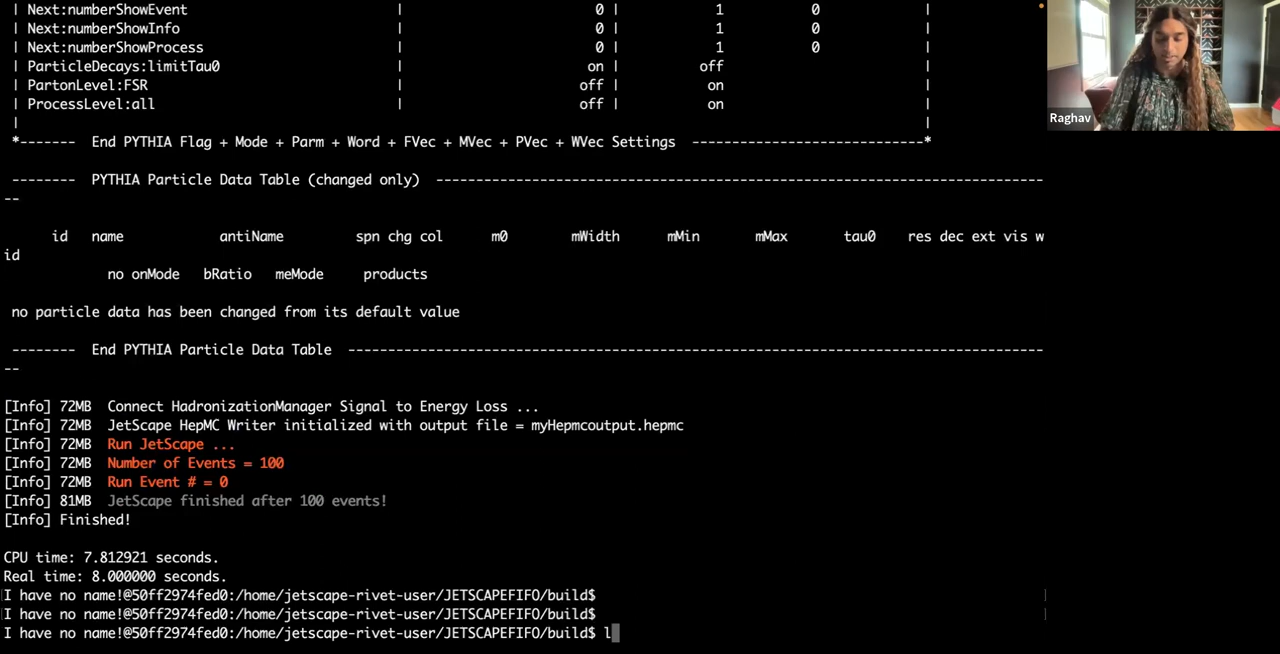 | Next:numberShowEvent | 0 | 1 0 |
| Next:numberShowInfo | 0 | 1 0 |
| Next:numberShowProcess | 0 | 1 0 |
| ParticleDecays:limitTau0 | on | off |
| PartonLevel:FSR | off | on |
| ProcessLevel:all | off | on |
| |
*------- End PYTHIA Flag + Mode + Parm + Word + FVec + MVec + PVec + WVec Settings -----------------------------*
-------- PYTHIA Particle Data Table (changed only) ----------------------------------------------------------------------------
--
id name antiName spn chg col m0 mWidth mMin mMax tau0 res dec ext vis w
id
no onMode bRatio meMode products
no particle data has been changed from its default value
-------- End PYTHIA Particle Data Table ---------------------------------------------------------------------------------------
--
[Info] 72MB Connect HadronizationManager Signal to Energy Loss ...
[Info] 72MB JetScape HepMC Writer initialized with output file = myHepmcoutput.hepmc
[Info] 72MB Run JetScape ...
[Info] 72MB Number of Events = 100
[Info] 72MB Run Event # = 0
[Info] 81MB JetScape finished after 100 events!
[Info] Finished!
CPU time: 7.812921 seconds.
Real time: 8.000000 seconds.
I have no name!@50ff2974fed0:/home/jetscape-rivet-user/JETSCAPEFIFO/build$
I have no name!@50ff2974fed0:/home/jetscape-rivet-user/JETSCAPEFIFO/build$
I have no name!@50ff2974fed0:/home/jetscape-rivet-user/JETSCAPEFIFO/build$ l
Raghav